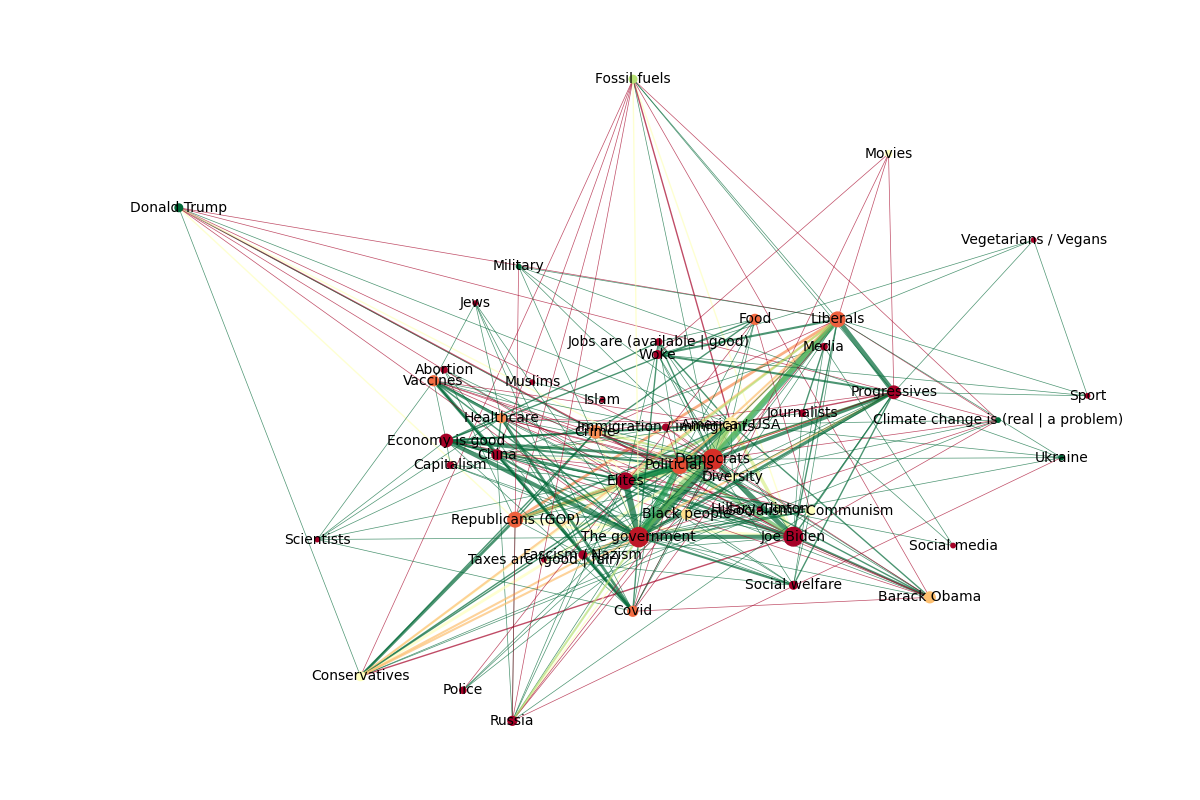 Fossil fuels
Movies
Donald Trump
Vegetarians / Vegans
Military
Jews
Food
Liberals
Jobs are (available | good)
Media
Woke
Abortion
Vaccines
Muslims
Progressives
Sport
Islam
Journalists
Healthcare
Climate change is (real | a problem)
America / USA
Immigration / immigrants
Crime
Economy is good
China
Ukraine
Democrats
Capitalism
Politicians
Diversity
Elites
Hillary Clinton
Socialism / Communism
Black people
Republicans (GOP)
The government
Joe Biden
Scientists
Social media
Fascism / Nazism
Taxes are (good | fair)
Social welfare
Barack Obama
Covid
Conservatives
Police
Russia